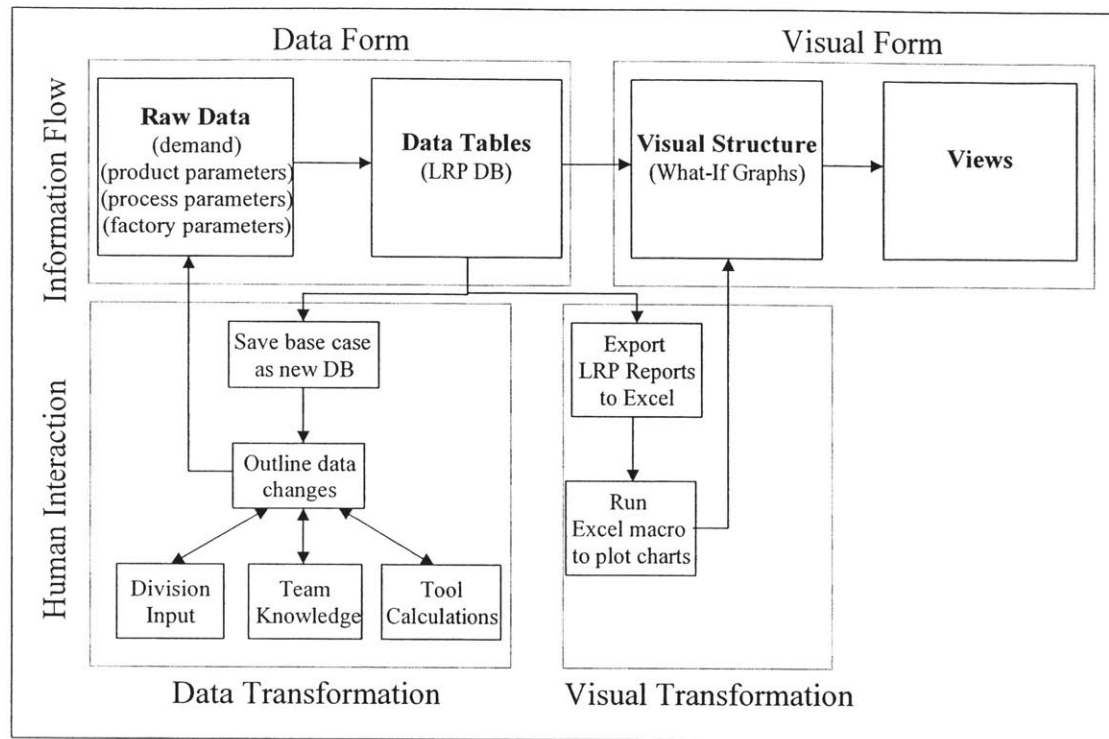 Data Form
Visual Form
Information Flow
Raw Data
(demand)
(product parameters)
(process parameters)
(factory parameters)
Data Tables
(LRP DB)
Visual Structure
(What-If Graphs)
Views
Human Interaction
Save base case
as new DB
Outline data
changes
Division
Input
Team
Knowledge
Tool
Calculations
Export
LRP Reports
to Excel
Run
Excel macro
to plot charts
Data Transformation
Visual Transformation